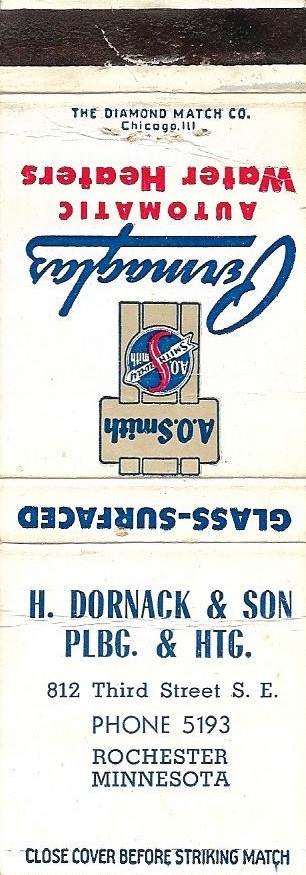 THE DIAMOND MATCH CO.
Chicago, Ill
GLASS-SURFACED
A.O.Smith
A.O.
SMITHway
Smith
Permaglas
AUTOMATIC
Water Heaters
H. DORNACK & SON
PLBG. & HTG.
812 Third Street S. E.
PHONE 5193
ROCHESTER
MINNESOTA
CLOSE COVER BEFORE STRIKING MATCH